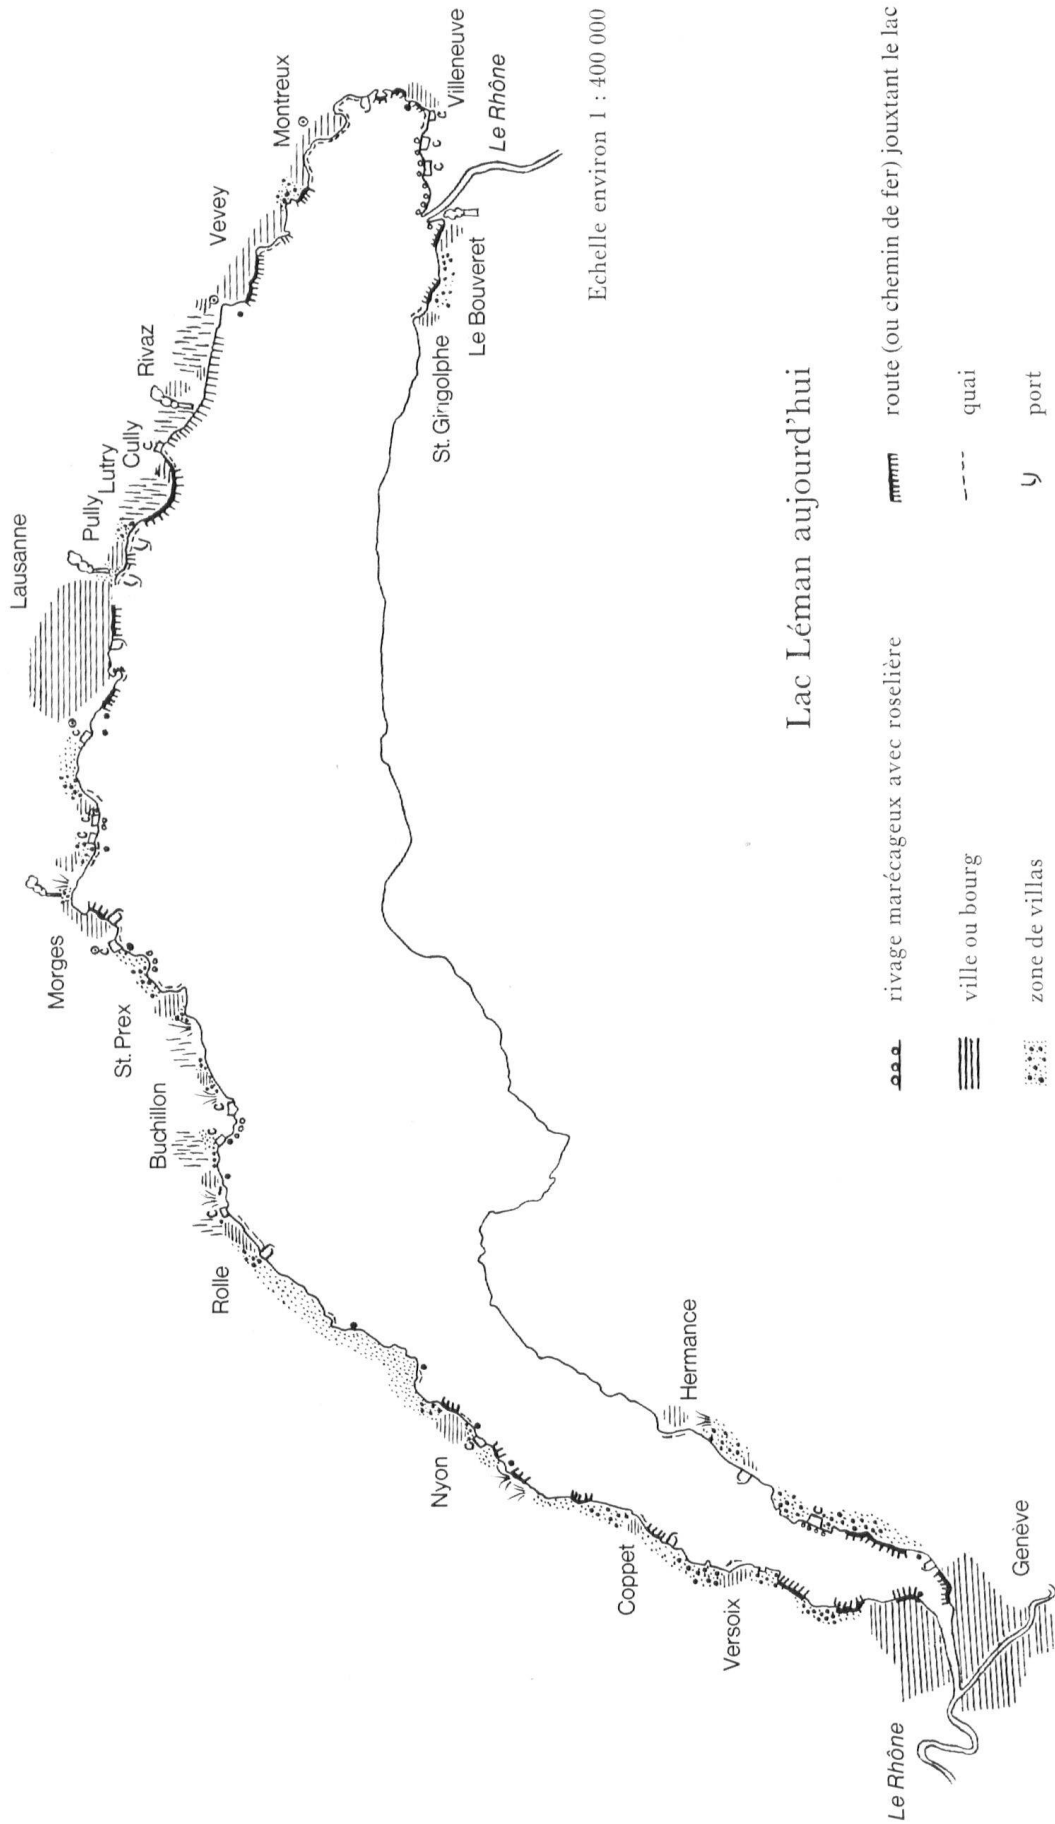 Lausanne
Pully
Lutry
Cully
Rivaz
Vevey
Montreux
Villeneuve
Le Rhône
Le Bouveret
St. Gingolphe
Morges
St. Prex
Buchillon
Rolle
Nyon
Coppet
Versoix
Hermance
Genève
Le Rhône
Echelle environ 1 : 400 000
Lac Léman aujourd'hui
rivage marécageux avec roselière
ville ou bourg
zone de villas
route (ou chemin de fer) jouxtant le lac
quai
port